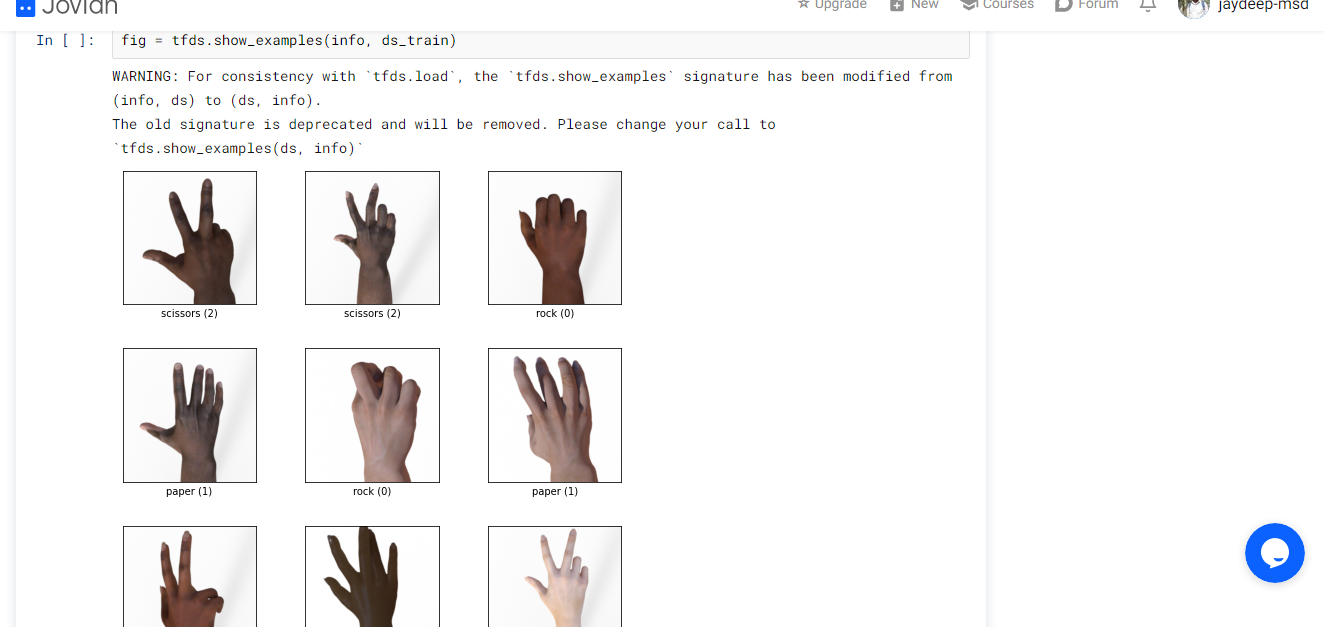 Jovian
Upgrade New Courses Forum jaydeep-msd
In [ ]: fig = tfds.show_examples(info, ds_train)
WARNING: For consistency with `tfds.load`, the `tfds.show_examples` signature has been modified from
(info, ds) to (ds, info).
The old signature is deprecated and will be removed. Please change your call to
`tfds.show_examples(ds, info)`
scissors (2) scissors (2) rock (0)
paper (1) rock (0) paper (1)